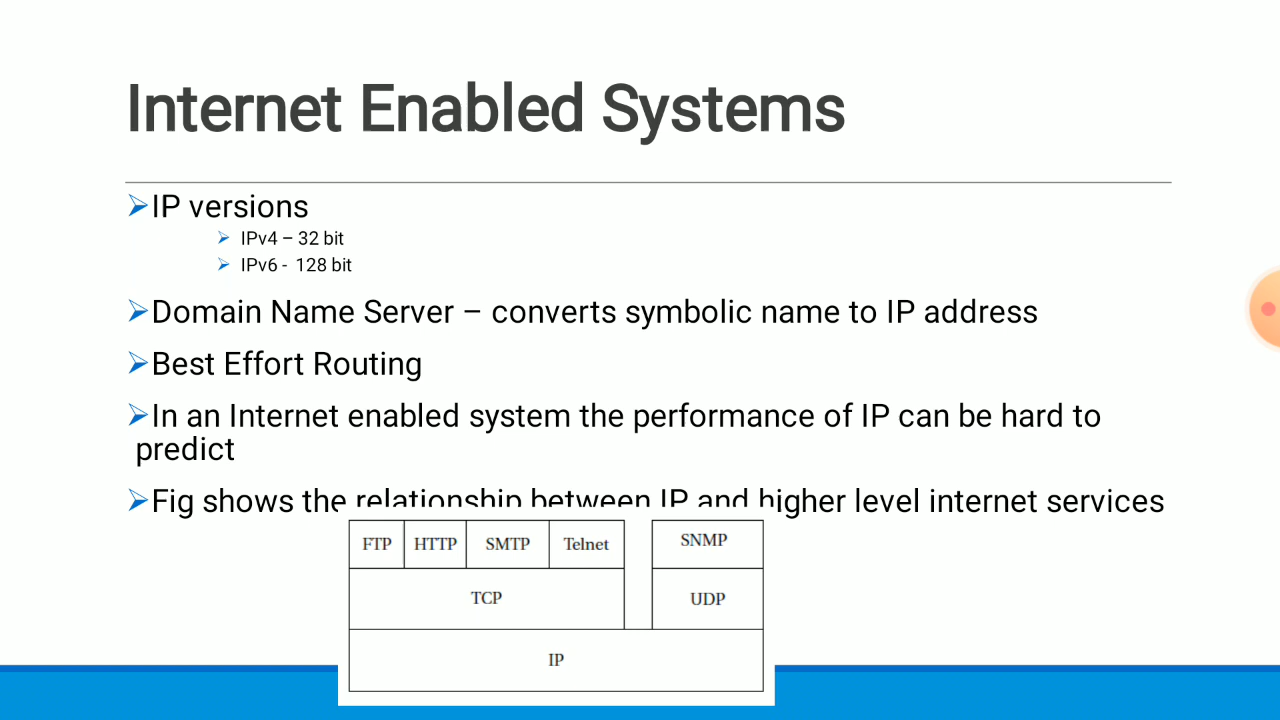 Internet Enabled Systems
IP versions
IPv4 – 32 bit
IPv6 - 128 bit
Domain Name Server – converts symbolic name to IP address
Best Effort Routing
In an Internet enabled system the performance of IP can be hard to
predict
Fig shows the relationship between IP and higher level internet services
FTP HTTP SMTP Telnet SNMP
TCP UDP
IP